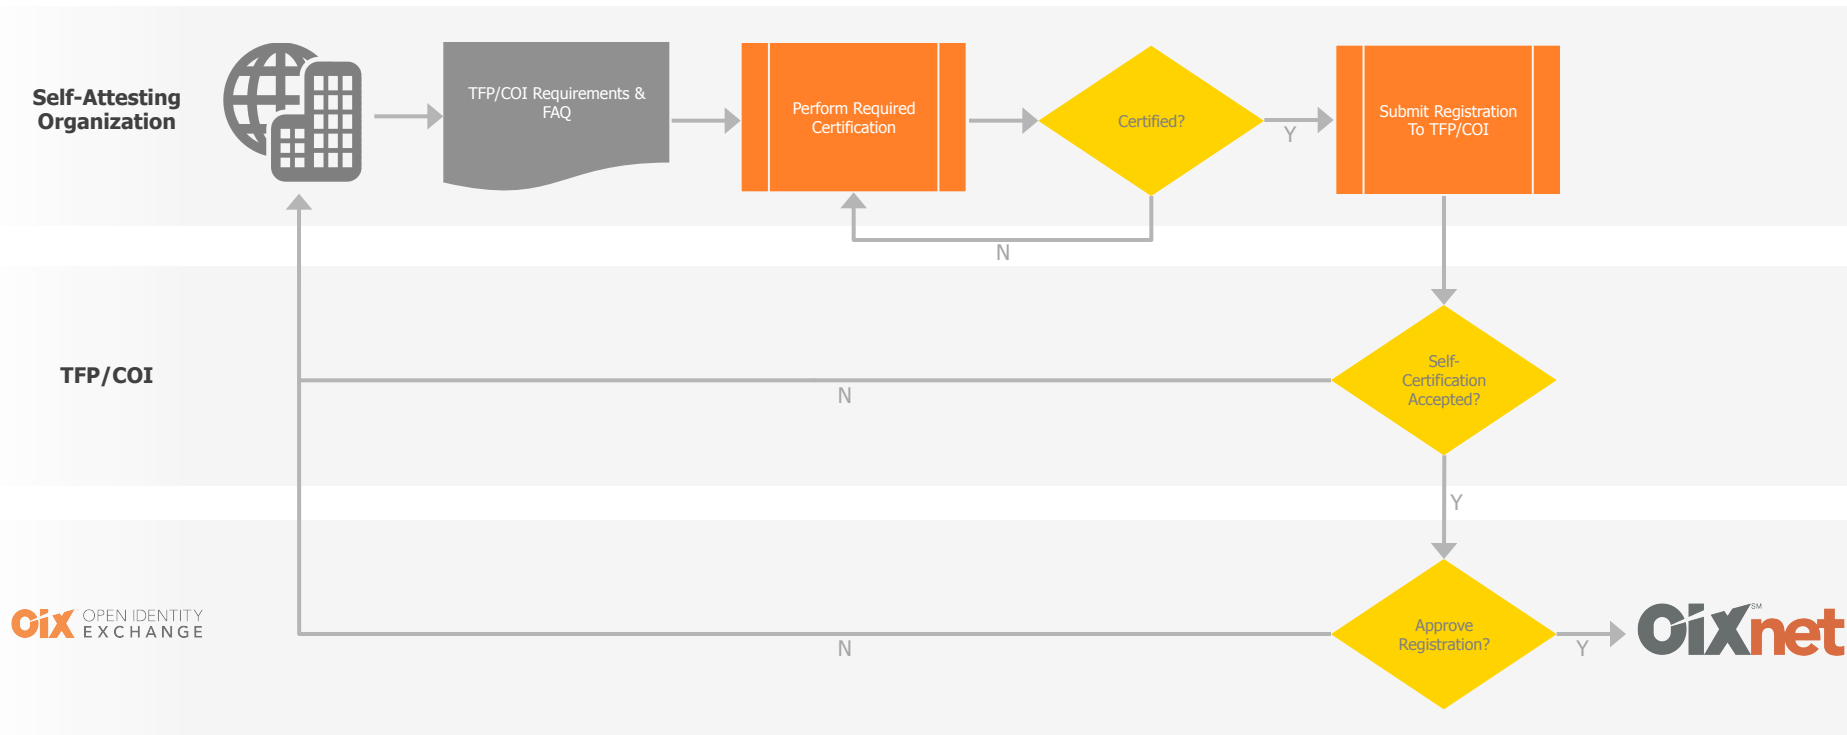 Self-Attesting
Organization
TFP/COI Requirements &
FAQ
Perform Required
Certification
Certified?
Y
Submit Registration
To TFP/COI
N
TFP/COI
Self-
Certification
Accepted?
N
Y
oix OPEN IDENTITY
EXCHANGE
Approve
Registration?
N
Y
oixnet
SM